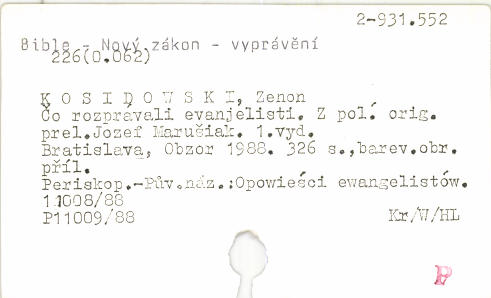 2-931.552
Bible - Nový zákon - vyprávění
226(0.062)
K O S I D O W S K I, Zenon
Čo rozprávali evanjelisti. Z poľ. orig.
prel.Jozef Marušiak. 1.vyd.
Bratislava, Obzor 1988. 326 s.,barev.obr.
příl.
Periskop.-Pův.náz.:Opowieści ewangelistów.
11008/88
P11009/88 Kr/W/HL
P